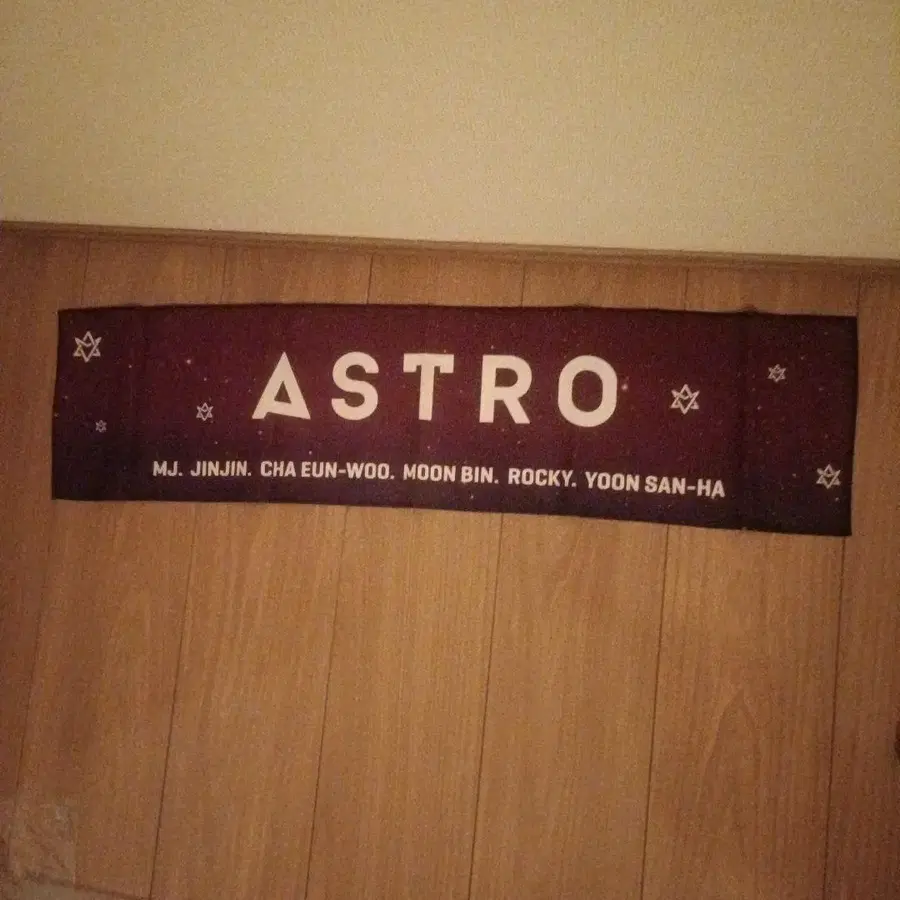 ASTRO
MJ. JINJIN. CHA EUN-WOO. MOON BIN. ROCKY. YOON SAN-HA